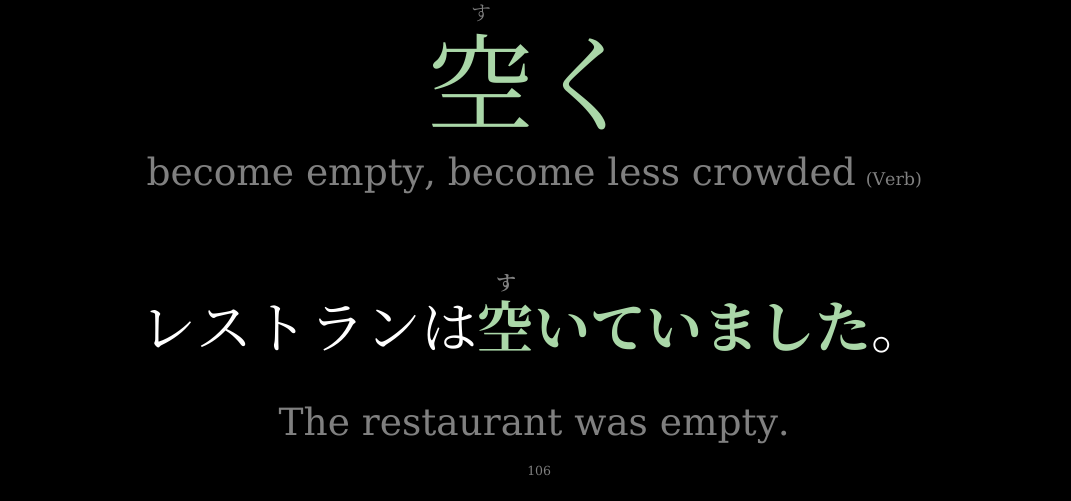 す
空く
become empty, become less crowded (Verb)
す
レストランは空いていました。
The restaurant was empty.
106